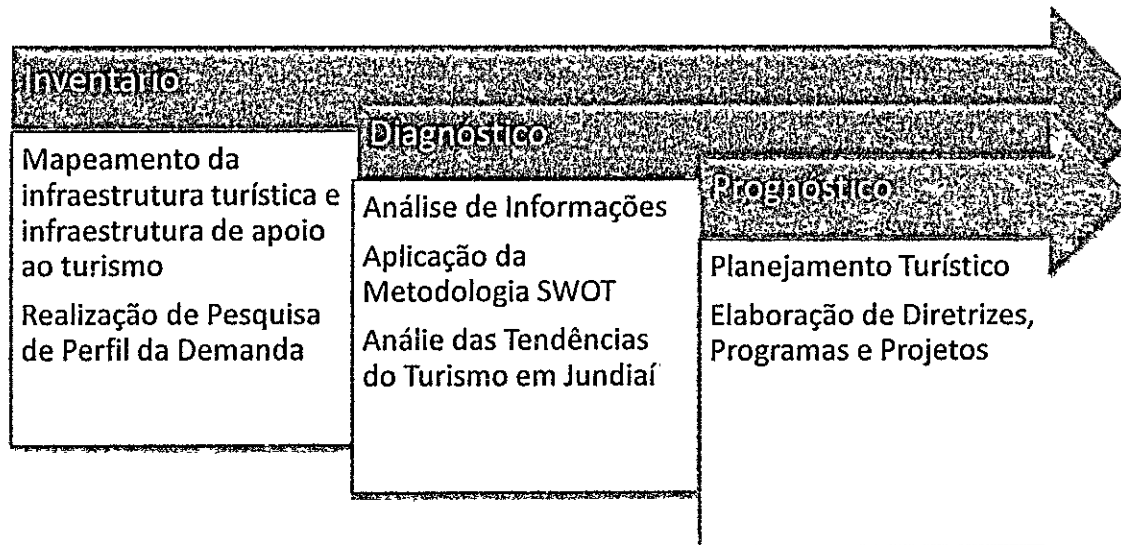 Inventário
Mapeamento da
infraestrutura turística e
infraestrutura de apoio
ao turismo
Realização de Pesquisa
de Perfil da Demanda
Diagnóstico
Análise de Informações
Aplicação da
Metodologia SWOT
Anális das Tendências
do Turismo em Jundiaí
Prognóstico
Planejamento Turístico
Elaboração de Diretrizes,
Programas e Projetos